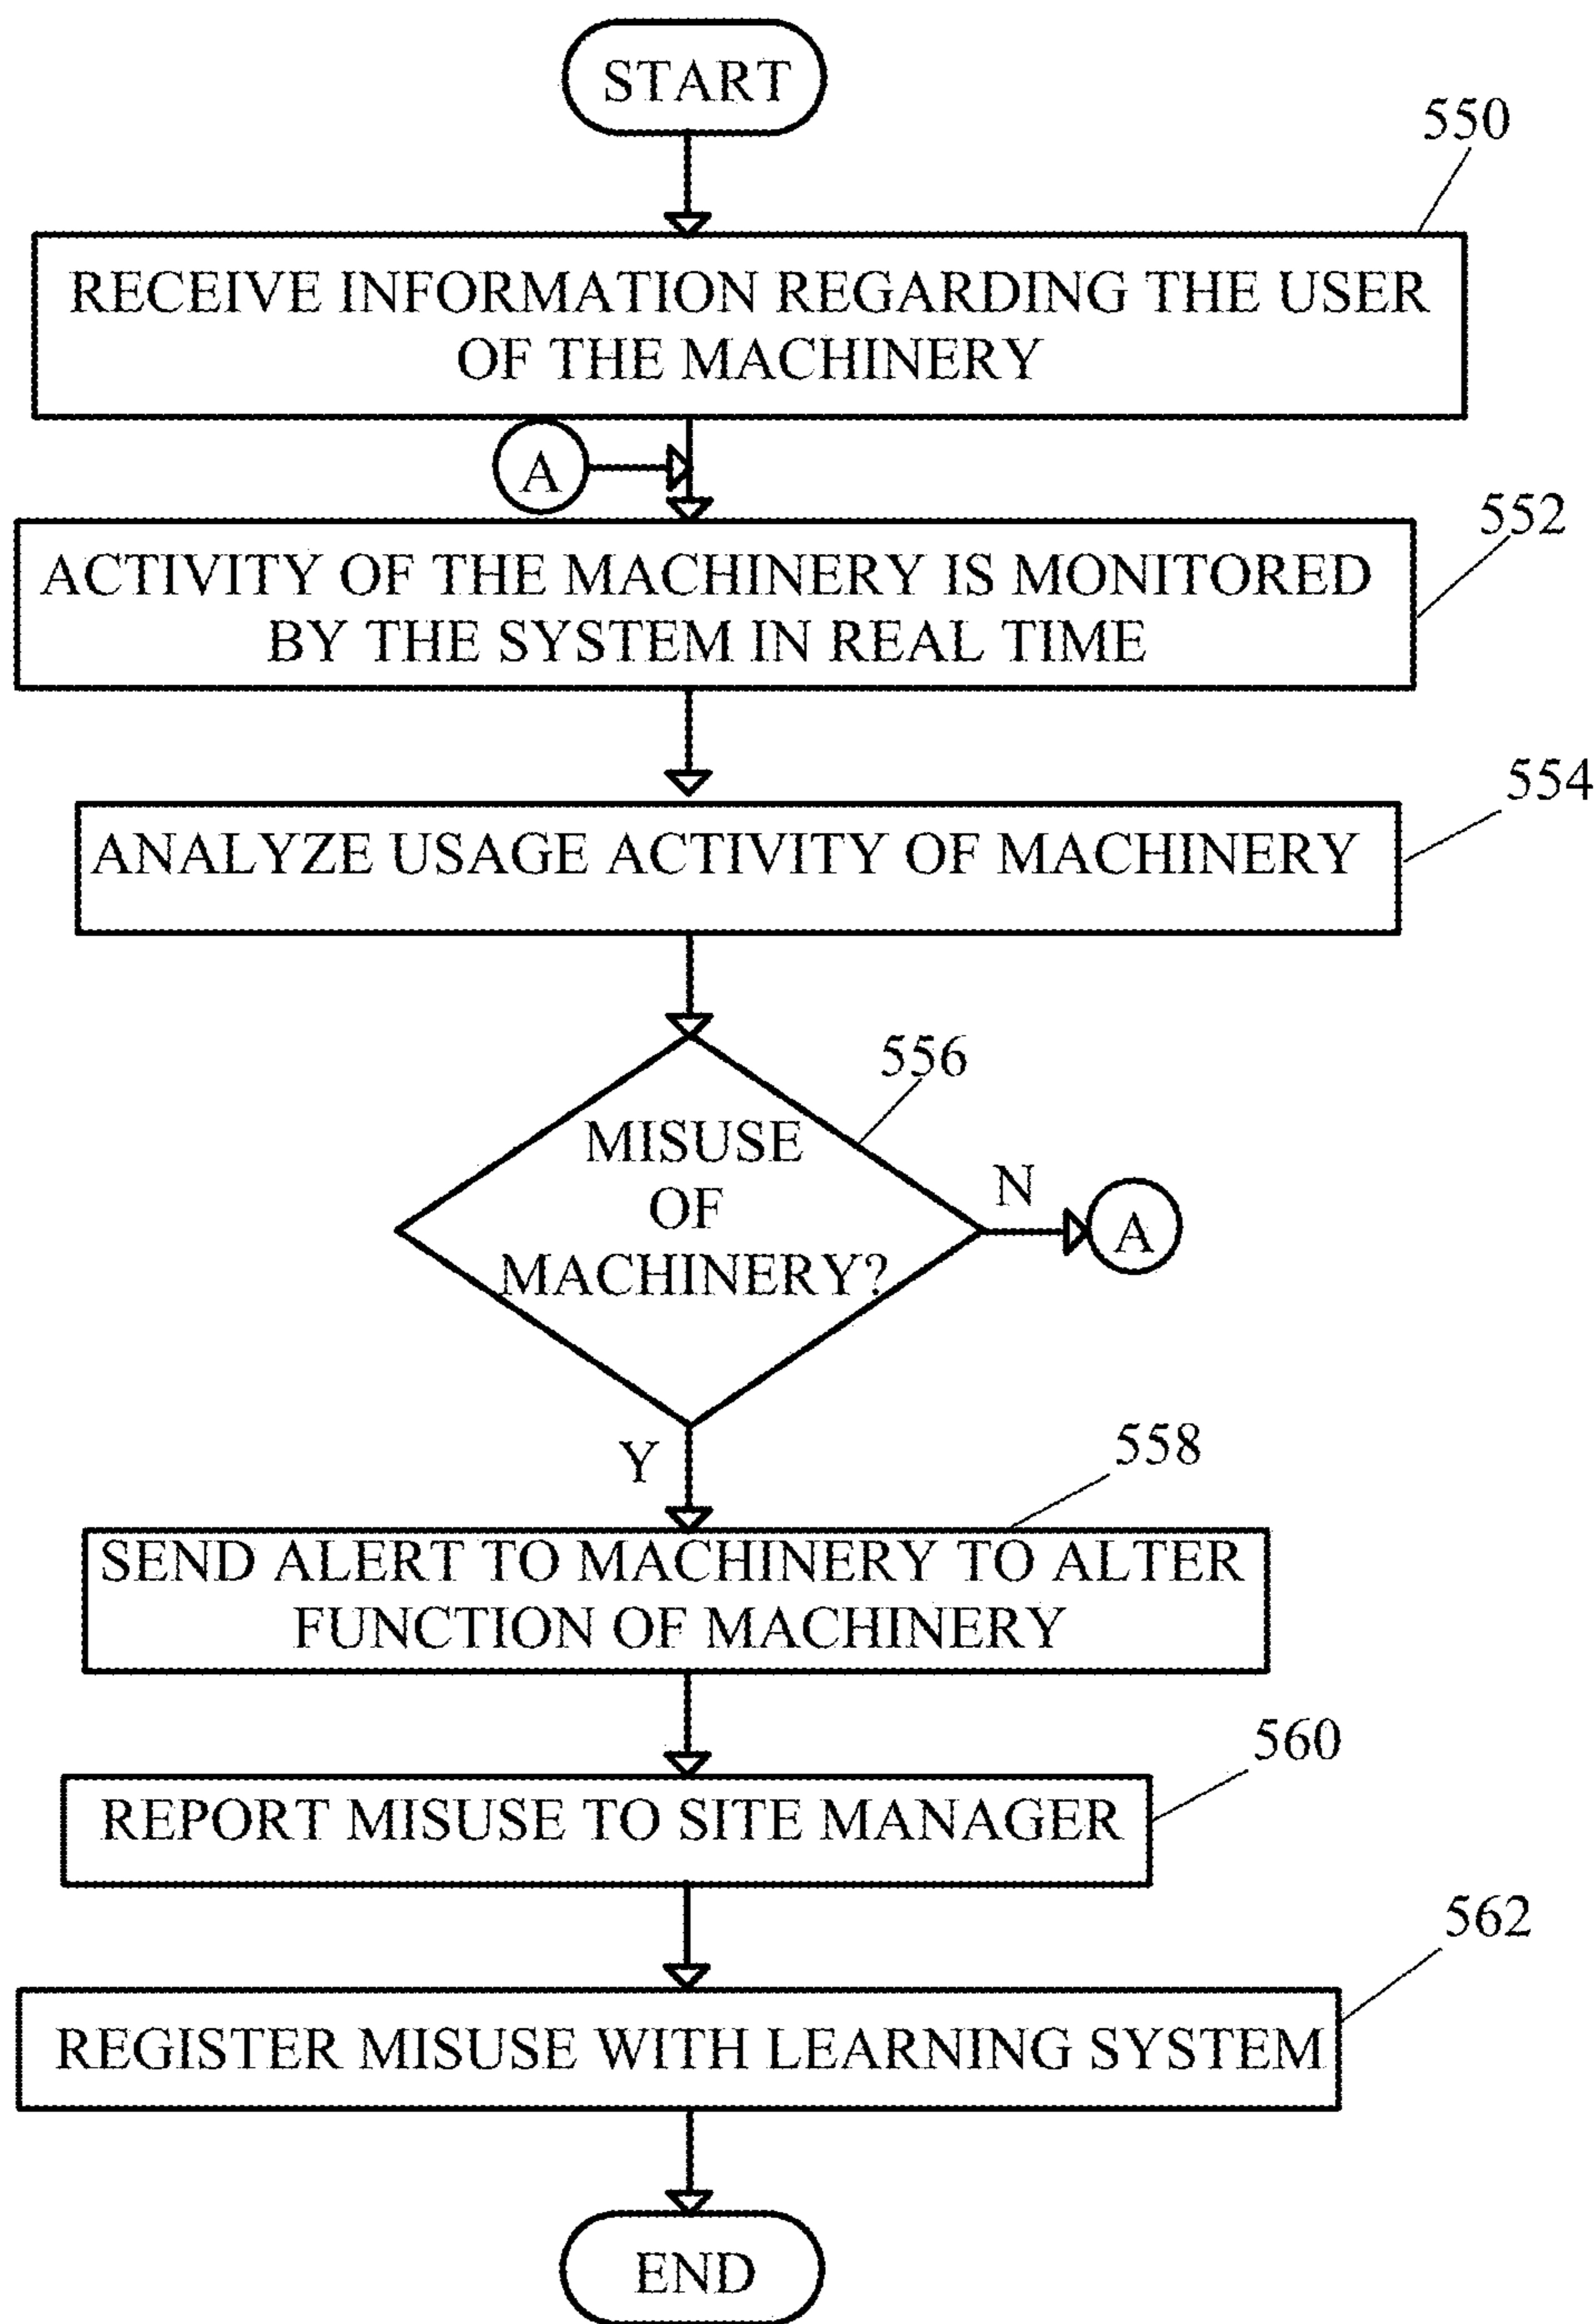 START
550
RECEIVE INFORMATION REGARDING THE USER
OF THE MACHINERY
A
552
ACTIVITY OF THE MACHINERY IS MONITORED
BY THE SYSTEM IN REAL TIME
554
ANALYZE USAGE ACTIVITY OF MACHINERY
556
MISUSE
OF
MACHINERY?
N
A
Y
558
SEND ALERT TO MACHINERY TO ALTER
FUNCTION OF MACHINERY
560
REPORT MISUSE TO SITE MANAGER
562
REGISTER MISUSE WITH LEARNING SYSTEM
END